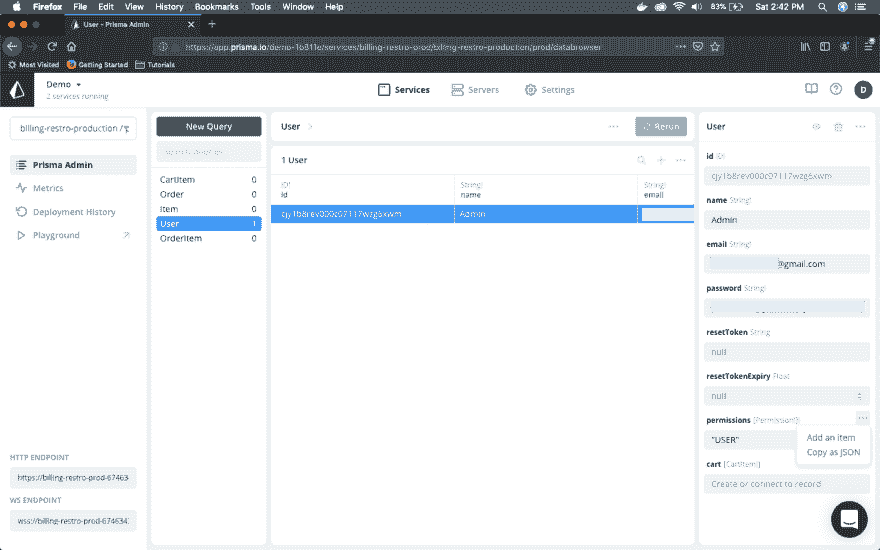 Firefox File Edit View History Bookmarks Tools Window Help 83% Sat 2:42 PM
User - Prisma Admin
https://app.prisma.io/demo-1b811e/services/billing-restro-prod/billing-restro-production/prod/databrowser
Most Visited Getting Started Tutorials
Demo
2 services running
Services Servers Settings
D
billing-restro-production /
Prisma Admin
Metrics
Deployment History
Playground
HTTP ENDPOINT
https://billing-restro-prod-67463
WS ENDPOINT
wss://billing-restro-prod-674634
New Query
CartItem 0
Order 0
Item 0
User 1
OrderItem 0
User
Rerun
1 User
ID! String! String!
id name email
Admin
User
id ID!
name String!
Admin
email String!
@gmail.com
password String!
resetToken String
null
resetTokenExpiry Float
null
permissions [Permission!]
"USER"
Add an item
Copy as JSON
cart [CartItem!]
Create or connect to record